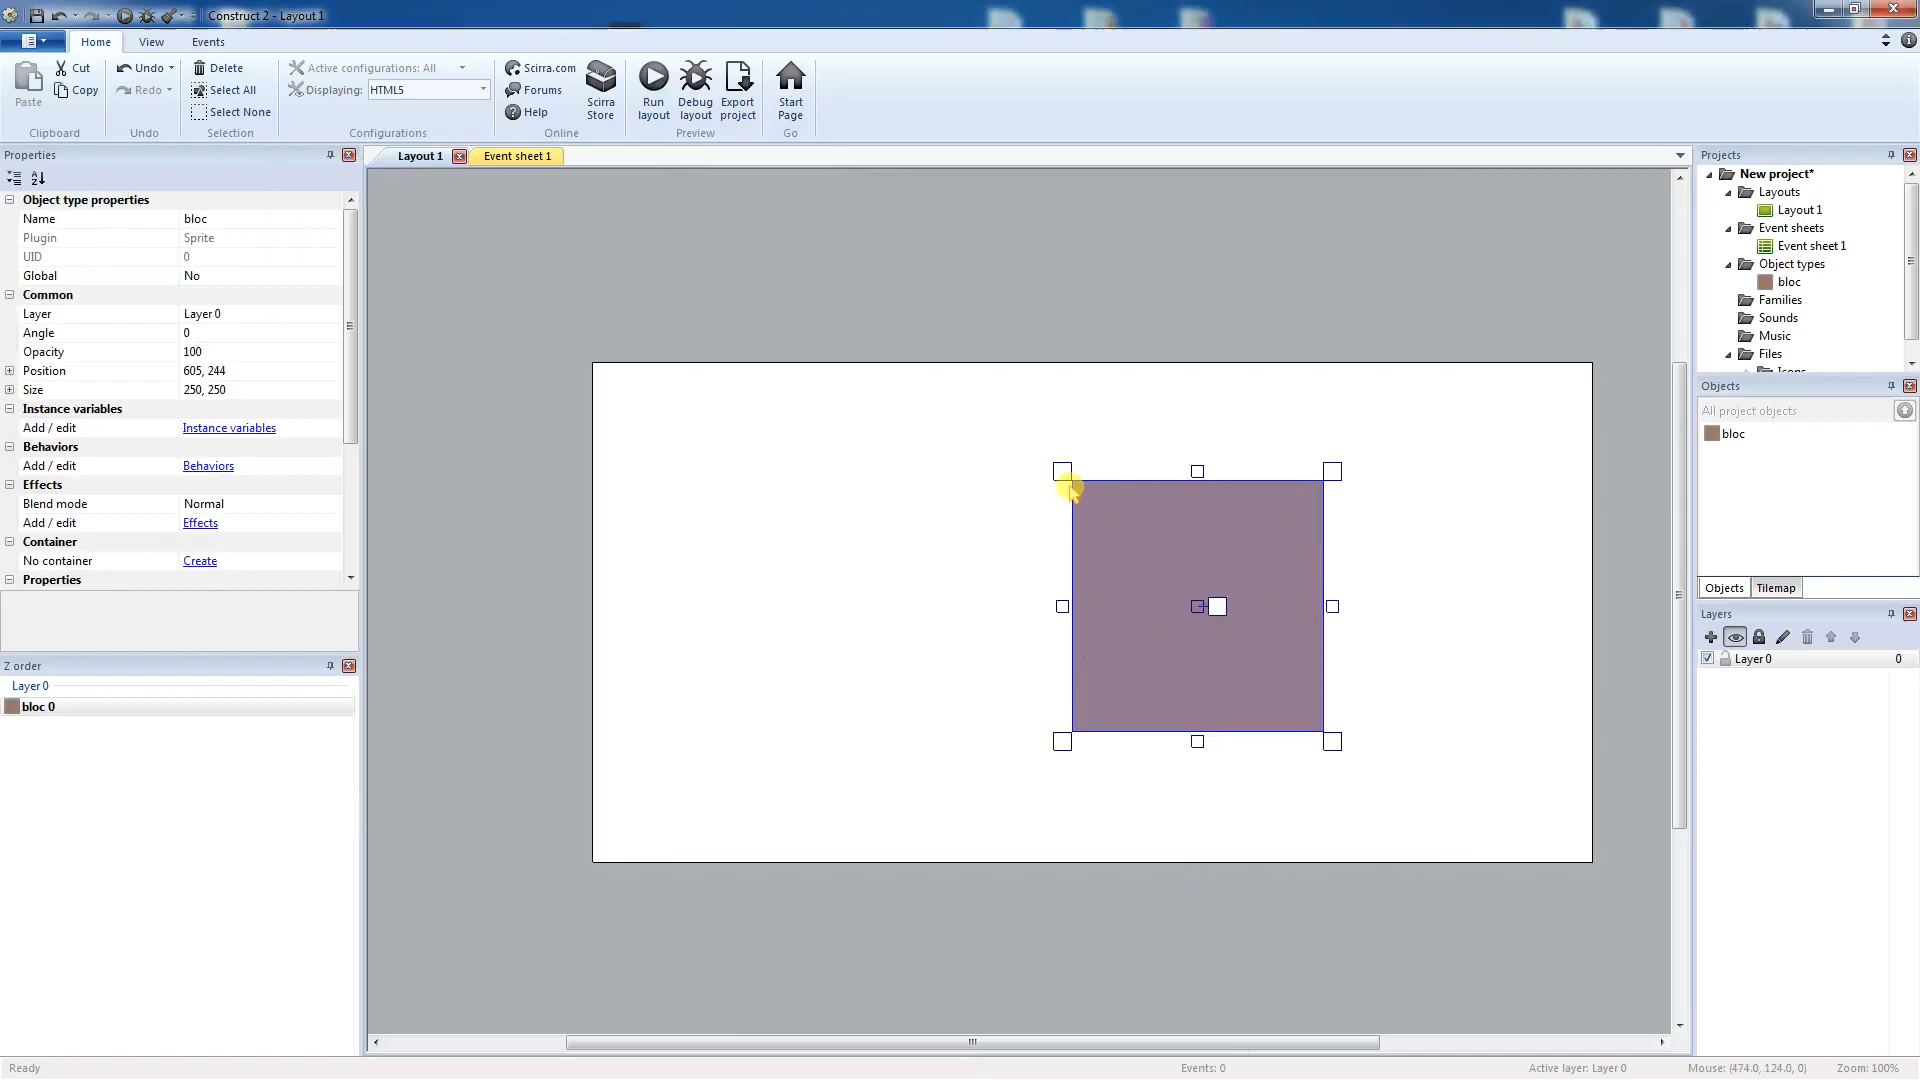 Construct 2 - Layout 1
Home
View
Events
Paste
Cut
Copy
Clipboard
Undo
Redo
Undo
Delete
Select All
Select None
Selection
Active configurations: All
Displaying:
HTML5
Configurations
Scirra.com
Forums
Help
Scirra
Store
Online
Run
layout
Debug
layout
Export
project
Preview
Start
Page
Go
Properties
Layout 1
Event sheet 1
Object type properties
Name
bloc
Plugin
Sprite
UID
0
Global
No
Common
Layer
Layer 0
Angle
0
Opacity
100
Position
605, 244
Size
250, 250
Instance variables
Add / edit
Instance variables
Behaviors
Add / edit
Behaviors
Effects
Blend mode
Normal
Add / edit
Effects
Container
No container
Create
Properties
Z order
Layer 0
bloc 0
Projects
New project*
Layouts
Layout 1
Event sheets
Event sheet 1
Object types
bloc
Families
Sounds
Music
Files
Icons
Objects
All project objects
bloc
Objects
Tilemap
Layers
Layer 0
0
Ready
Events: 0
Active layer: Layer 0
Mouse: (474.0, 124.0, 0)
Zoom: 100%